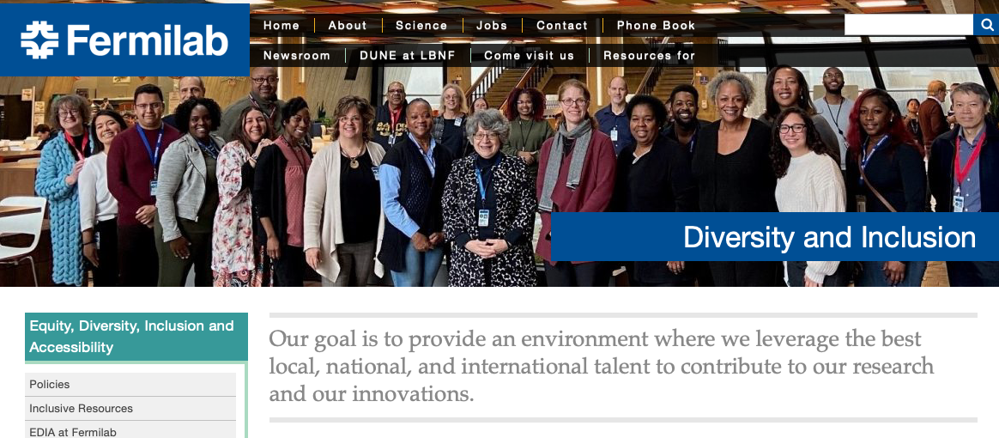 Fermilab
Home About Science Jobs Contact Phone Book
Newsroom DUNE at LBNF Come visit us Resources for
Diversity and Inclusion
Equity, Diversity, Inclusion and
Accessibility
Policies
Inclusive Resources
EDIA at Fermilab
Our goal is to provide an environment where we leverage the best
local, national, and international talent to contribute to our research
and our innovations.